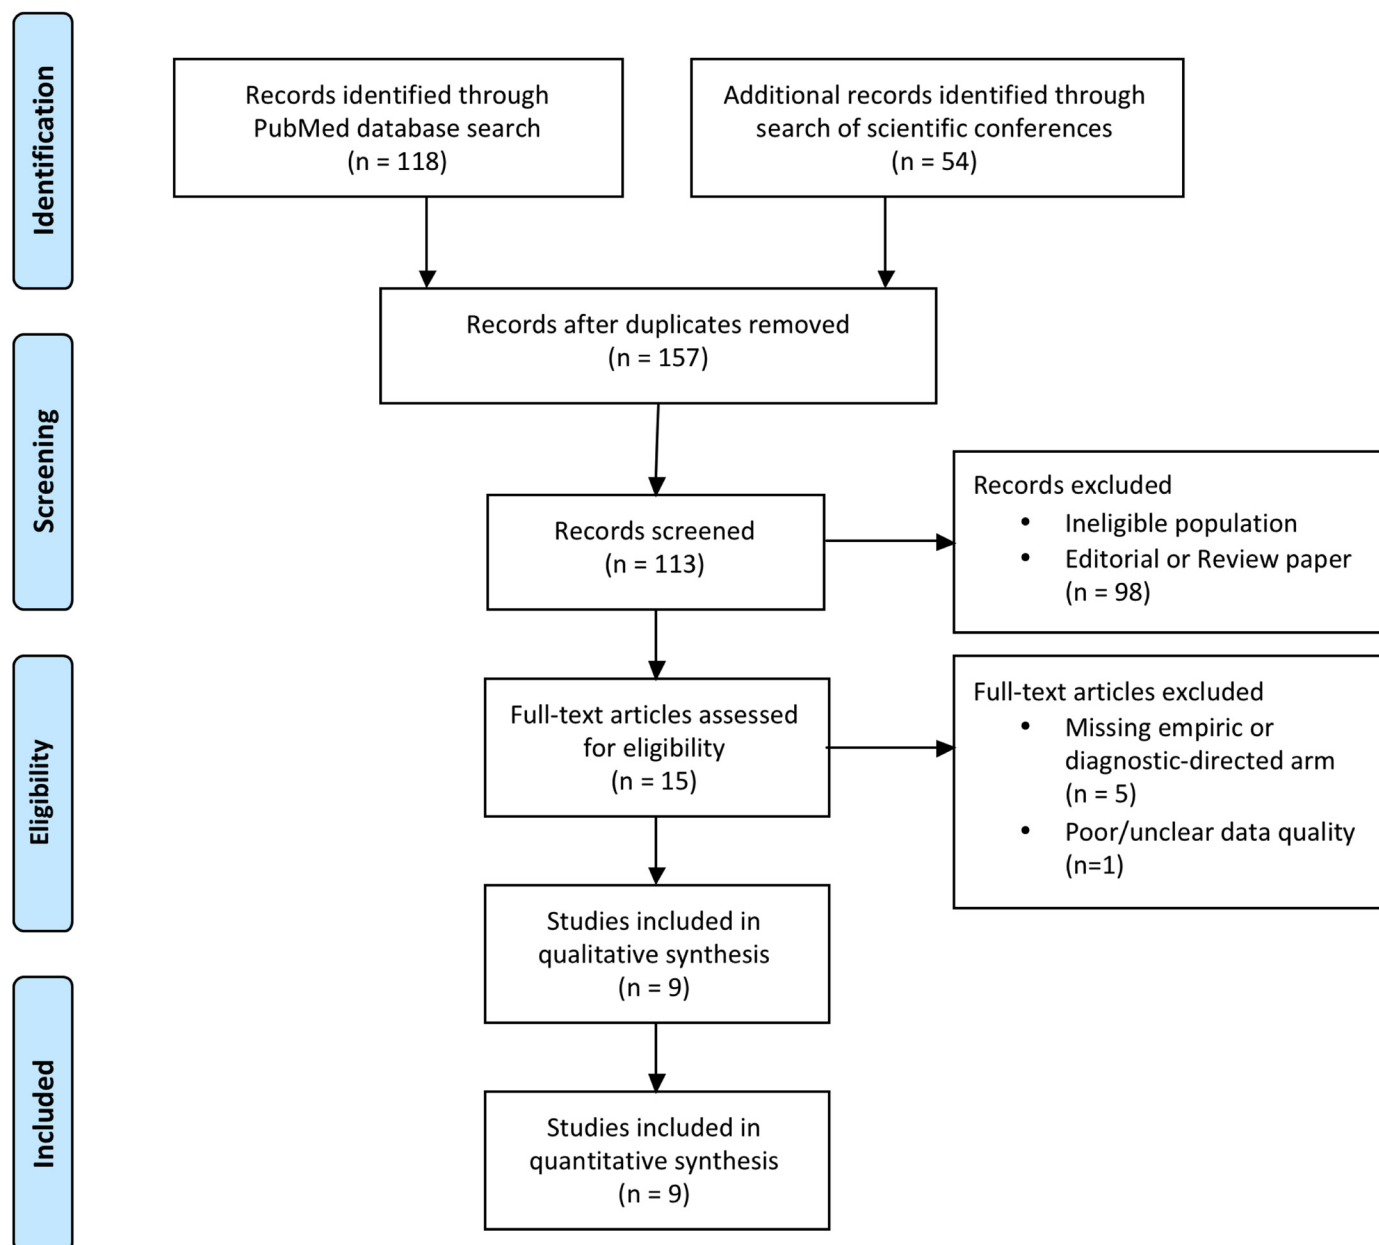 Identification
Records identified through
PubMed database search
(n = 118)
Additional records identified through
search of scientific conferences
(n = 54)
Records after duplicates removed
(n = 157)
Screening
Records screened
(n = 113)
Records excluded
• Ineligible population
• Editorial or Review paper
(n = 98)
Eligibility
Full-text articles assessed
for eligibility
(n = 15)
Full-text articles excluded
• Missing empiric or
diagnostic-directed arm
(n = 5)
• Poor/unclear data quality
(n=1)
Studies included in
qualitative synthesis
(n = 9)
Included
Studies included in
quantitative synthesis
(n = 9)